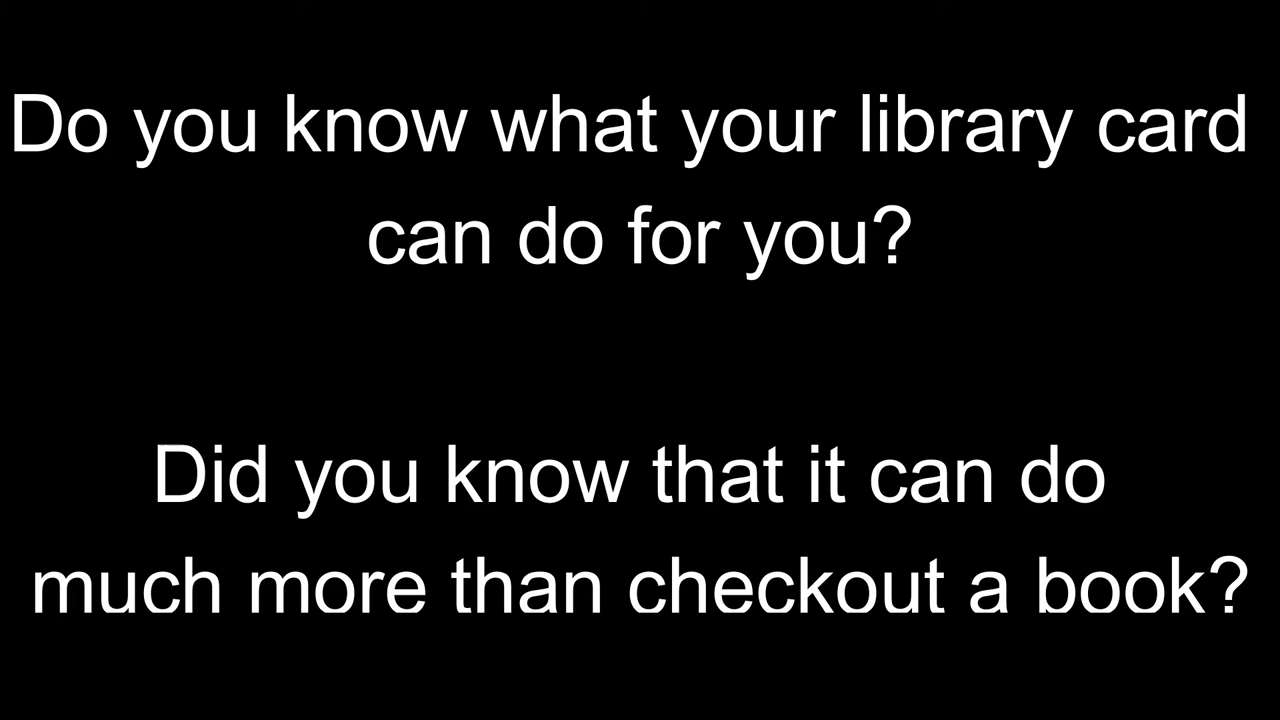 Do you know what your library card
can do for you?
Did you know that it can do
much more than checkout a book?